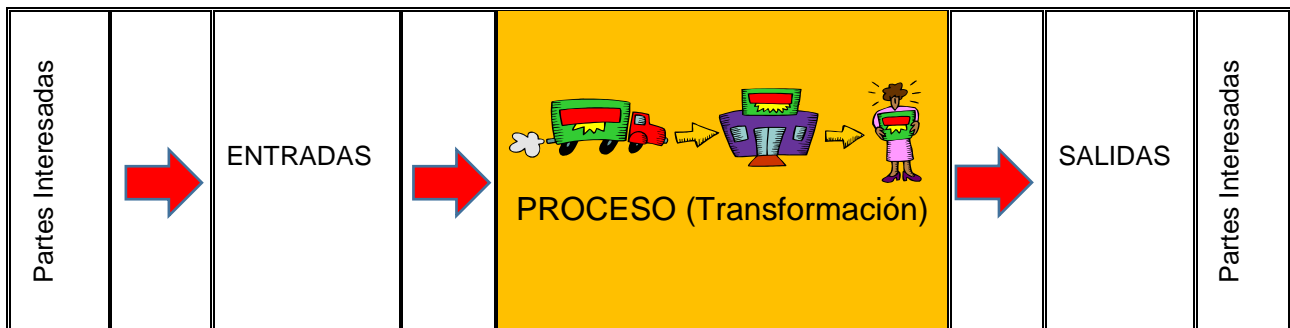 Partes Interesadas
ENTRADAS
PROCESO (Transformación)
SALIDAS
Partes Interesadas